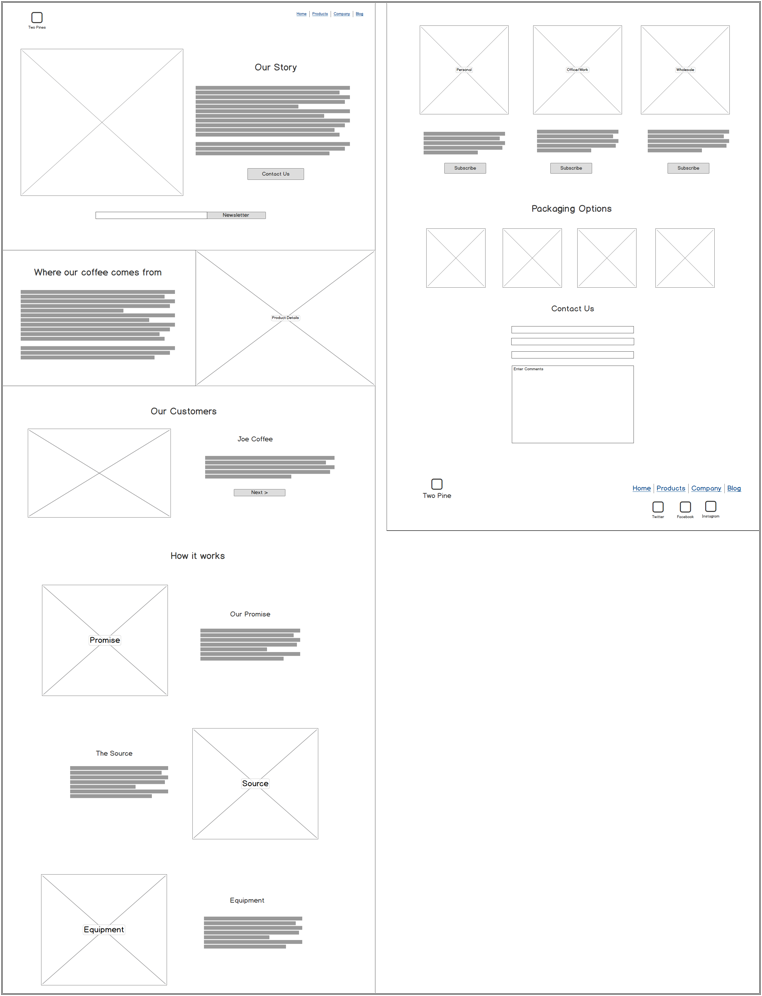 Two Pines
Home | Products | Company | Blog
Our Story
Contact Us
Newsletter
Where our coffee comes from
Product Details
Our Customers
Joe Coffee
Next >
How it works
Promise
Our Promise
The Source
Source
Equipment
Equipment
Personal
Office/Work
Wholesale
Subscribe
Subscribe
Subscribe
Packaging Options
Contact Us
Enter Comments
Two Pine
Home | Products | Company | Blog
Twitter
Facebook
Instagram